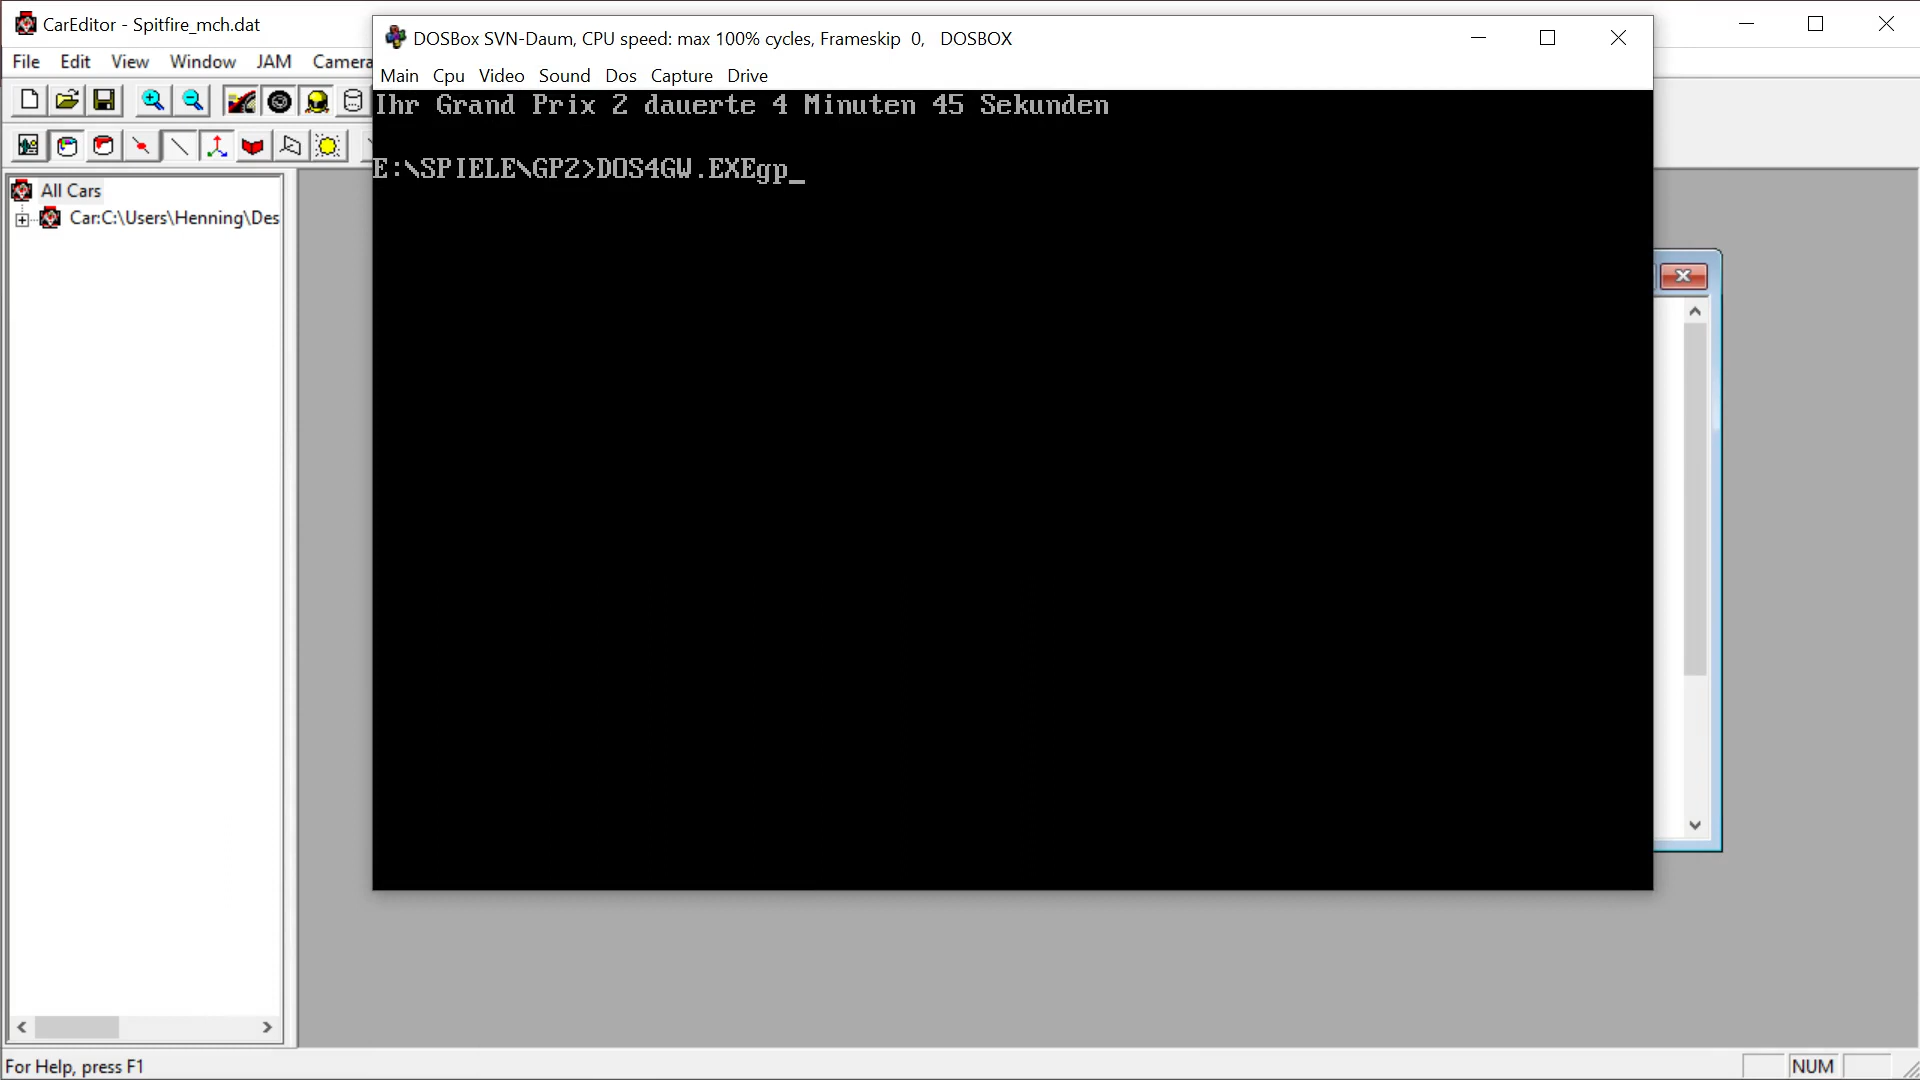 CarEditor - Spitfire_mch.dat
File Edit View Window JAM Camera
DOSBox SVN-Daum, CPU speed: max 100% cycles, Frameskip 0, DOSBOX
Main Cpu Video Sound Dos Capture Drive
Ihr Grand Prix 2 dauerte 4 Minuten 45 Sekunden
E:\SPIELE\GP2>DOS4GW.EXEgp_
All Cars
Car:C:\Users\Henning\Des
For Help, press F1
NUM